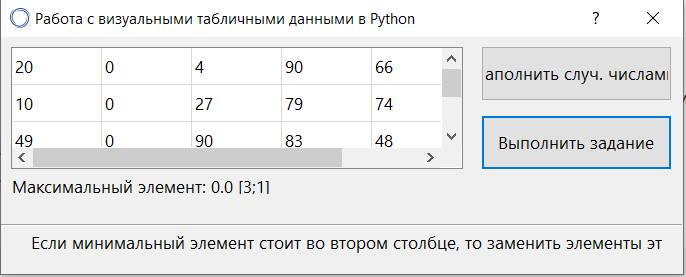 Работа с визуальными табличными данными в Python
?
20 0 4 90 66
аполнить случ. числами
10 0 27 79 74
49 0 90 83 48
Выполнить задание
Максимальный элемент: 0.0 [3;1]
Если минимальный элемент стоит во втором столбце, то заменить элементы эт